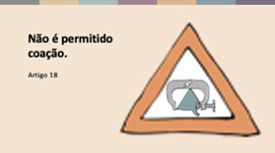 Não é permitido
coação.
Artigo 18